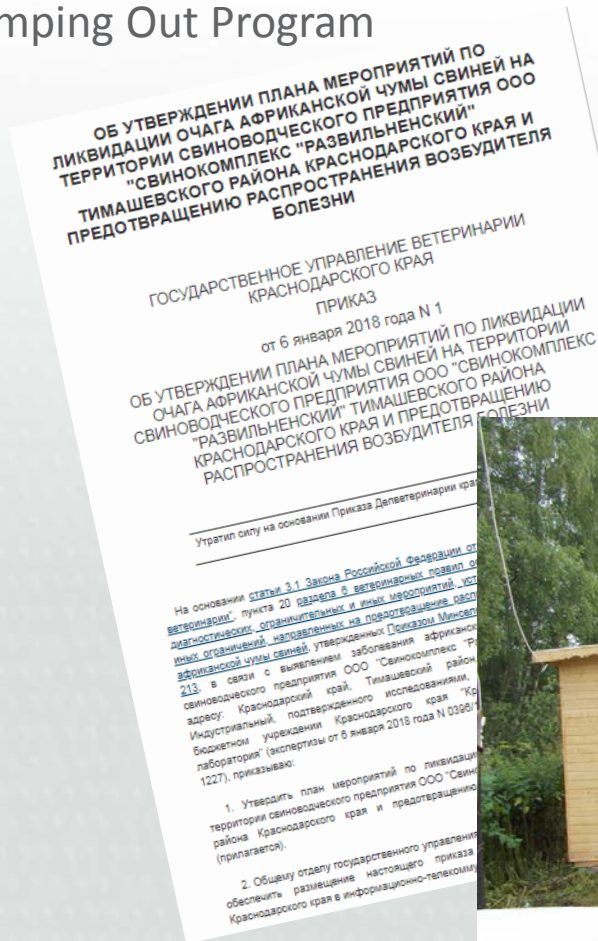 mping Out Program
ОБ УТВЕРЖДЕНИИ ПЛАНА МЕРОПРИЯТИЙ ПО
ЛИКВИДАЦИИ ОЧАГА АФРИКАНСКОЙ ЧУМЫ СВИНЕЙ НА
ТЕРРИТОРИИ СВИНОВОДЧЕСКОГО ПРЕДПРИЯТИЯ ООО
"СВИНОКОМПЛЕКС "РАЗВИЛЬНЕНСКИЙ"
ТИМАШЕВСКОГО РАЙОНА КРАСНОДАРСКОГО КРАЯ И
ПРЕДОТВРАЩЕНИЮ РАСПРОСТРАНЕНИЯ ВОЗБУДИТЕЛЯ
БОЛЕЗНИ
ГОСУДАРСТВЕННОЕ УПРАВЛЕНИЕ ВЕТЕРИНАРИИ
КРАСНОДАРСКОГО КРАЯ
ПРИКАЗ
от 6 января 2018 года N 1
ОБ УТВЕРЖДЕНИИ ПЛАНА МЕРОПРИЯТИЙ ПО ЛИКВИДАЦИИ
ОЧАГА АФРИКАНСКОЙ ЧУМЫ СВИНЕЙ НА ТЕРРИТОРИИ
СВИНОВОДЧЕСКОГО ПРЕДПРИЯТИЯ ООО "СВИНОКОМПЛЕКС
"РАЗВИЛЬНЕНСКИЙ" ТИМАШЕВСКОГО РАЙОНА
КРАСНОДАРСКОГО КРАЯ И ПРЕДОТВРАЩЕНИЮ
РАСПРОСТРАНЕНИЯ ВОЗБУДИТЕЛЯ БОЛЕЗНИ
Утратил силу на основании Приказа Депветеринарии кра
На основании статьи 3.1 Закона Российской Федерации от
ветеринарии", пункта 20 раздела 6 ветеринарных правил о
диагностических, ограничительных и иных мероприятий, уст
иных ограничений, направленных на предотвращение расп
африканской чумы свиней, утвержденных Приказом Минсел
213, в связи с выявлением заболевания африканск
свиноводческого предприятия ООО "Свинокомплекс "Р
адресу: Краснодарский край, Тимашевский район,
Индустриальный, подтвержденного исследованиями,
бюджетном учреждении Краснодарского края "Кр
лаборатория" (экспертизы от 6 января 2018 года N 0396/1
1227), приказываю:
1. Утвердить план мероприятий по ликвидаци
территории свиноводческого предприятия ООО "Свино
района Краснодарского края и предотвращению
(прилагается).
2. Общему отделу государственного управления
обеспечить размещение настоящего приказа
Краснодарского края в информационно-телекомму